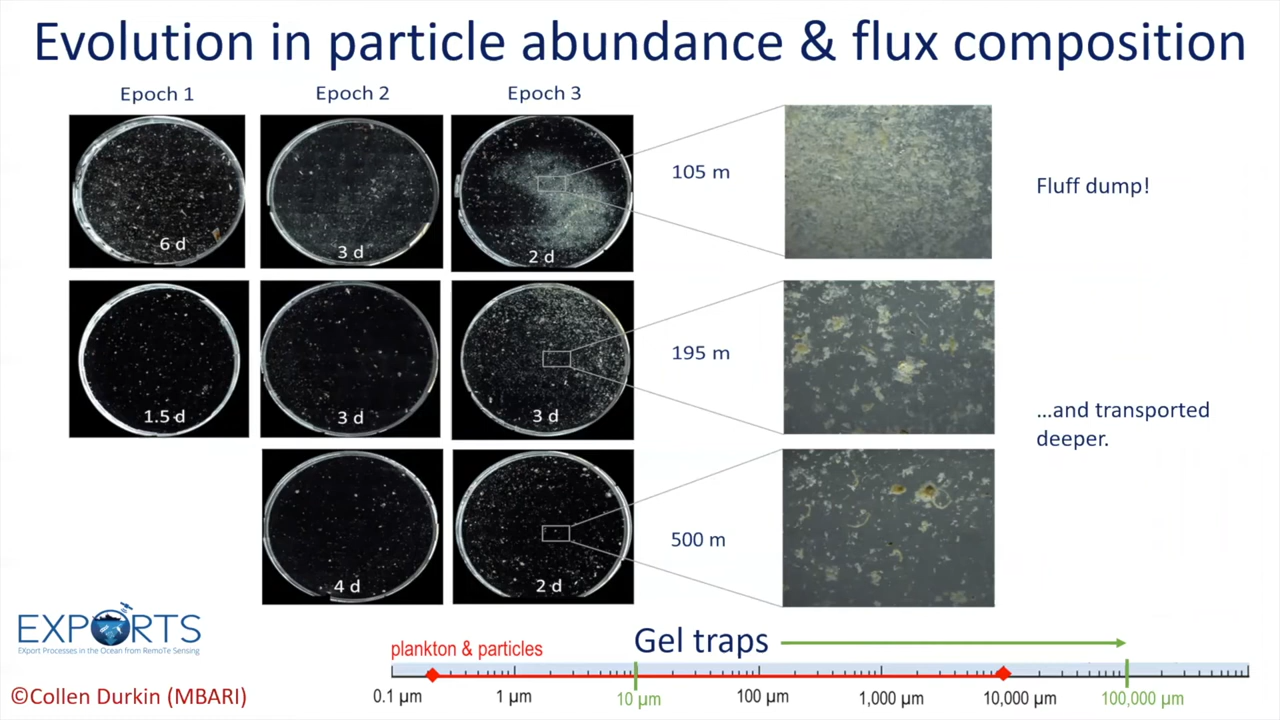 Evolution in particle abundance & flux composition
Epoch 1
Epoch 2
Epoch 3
6 d
3 d
2 d
105 m
Fluff dump!
1.5 d
3 d
3 d
195 m
…and transported
deeper.
4 d
2 d
500 m
EXPORTS
EXport Processes in the Ocean from RemoTe Sensing
plankton & particles
Gel traps
0.1 µm
1 µm
10 µm
100 µm
1,000 µm
10,000 µm
100,000 µm
©Collen Durkin (MBARI)